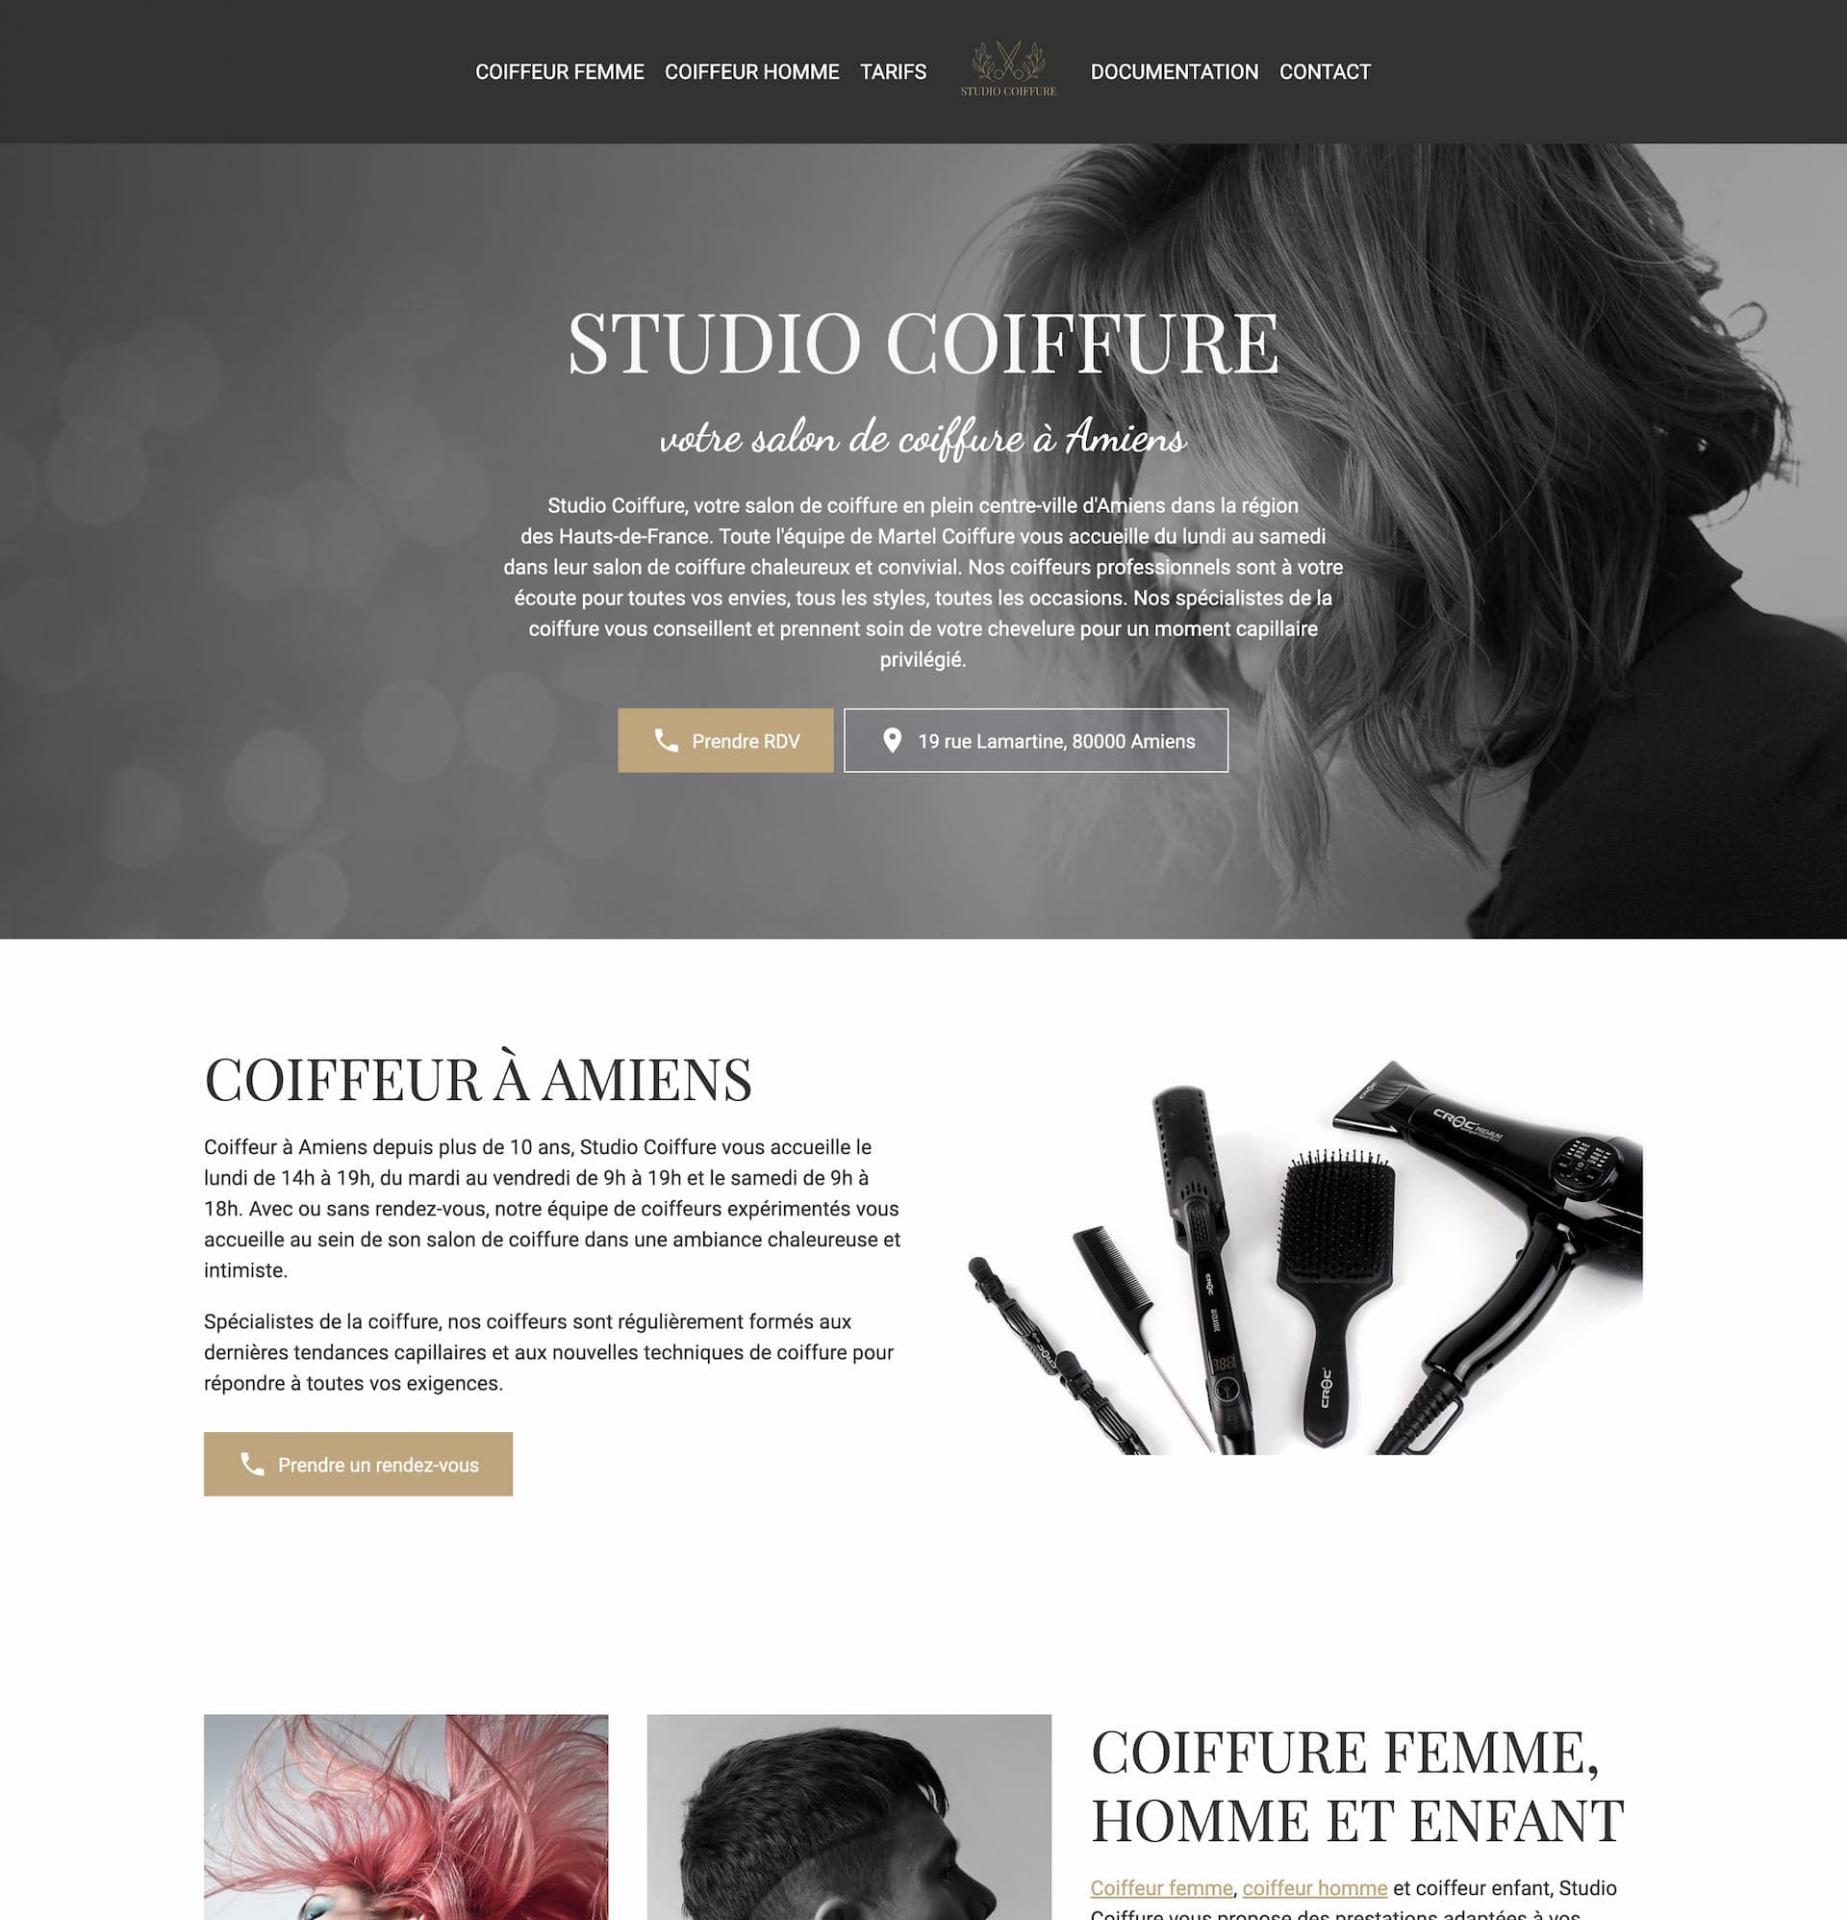 COIFFEUR FEMME COIFFEUR HOMME TARIFS STUDIO COIFFURE DOCUMENTATION CONTACT
STUDIO COIFFURE
votre salon de coiffure à Amiens
Studio Coiffure, votre salon de coiffure en plein centre-ville d'Amiens dans la région
des Hauts-de-France. Toute l'équipe de Martel Coiffure vous accueille du lundi au samedi
dans leur salon de coiffure chaleureux et convivial. Nos coiffeurs professionnels sont à votre
écoute pour toutes vos envies, tous les styles, toutes les occasions. Nos spécialistes de la
coiffure vous conseillent et prennent soin de votre chevelure pour un moment capillaire
privilégié.
Prendre RDV
19 rue Lamartine, 80000 Amiens
COIFFEUR À AMIENS
Coiffeur à Amiens depuis plus de 10 ans, Studio Coiffure vous accueille le
lundi de 14h à 19h, du mardi au vendredi de 9h à 19h et le samedi de 9h à
18h. Avec ou sans rendez-vous, notre équipe de coiffeurs expérimentés vous
accueille au sein de son salon de coiffure dans une ambiance chaleureuse et
intimiste.
Spécialistes de la coiffure, nos coiffeurs sont régulièrement formés aux
dernières tendances capillaires et aux nouvelles techniques de coiffure pour
répondre à toutes vos exigences.
Prendre un rendez-vous
CROC PREMIUM
CROC
CROC
COIFFURE FEMME,
HOMME ET ENFANT
Coiffeur femme, coiffeur homme et coiffeur enfant, Studio
Coiffure vous propose des prestations adaptées à vos